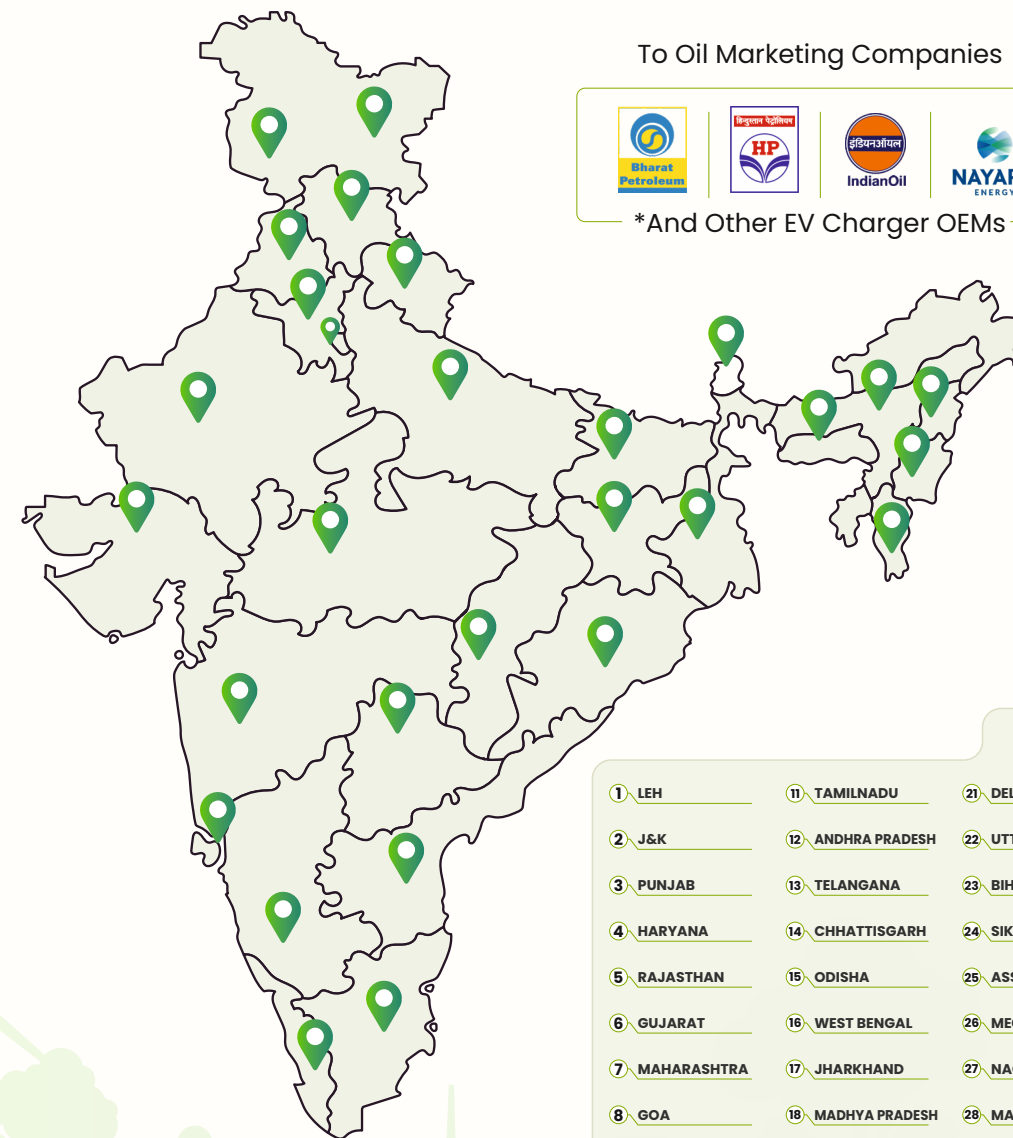 To Oil Marketing Companies
Bharat
Petroleum
हिन्दुस्तान पेट्रोलियम
HP
इंडियनऑयल
IndianOil
ENERGY
*And Other EV Charger OEMs
1 LEH
2 J&K
3 PUNJAB
4 HARYANA
5 RAJASTHAN
6 GUJARAT
7 MAHARASHTRA
8 GOA
11 TAMILNADU
12 ANDHRA PRADESH
13 TELANGANA
14 CHHATTISGARH
15 ODISHA
16 WEST BENGAL
17 JHARKHAND
18 MADHYA PRADESH
21
22
23
24
25
26
27
28